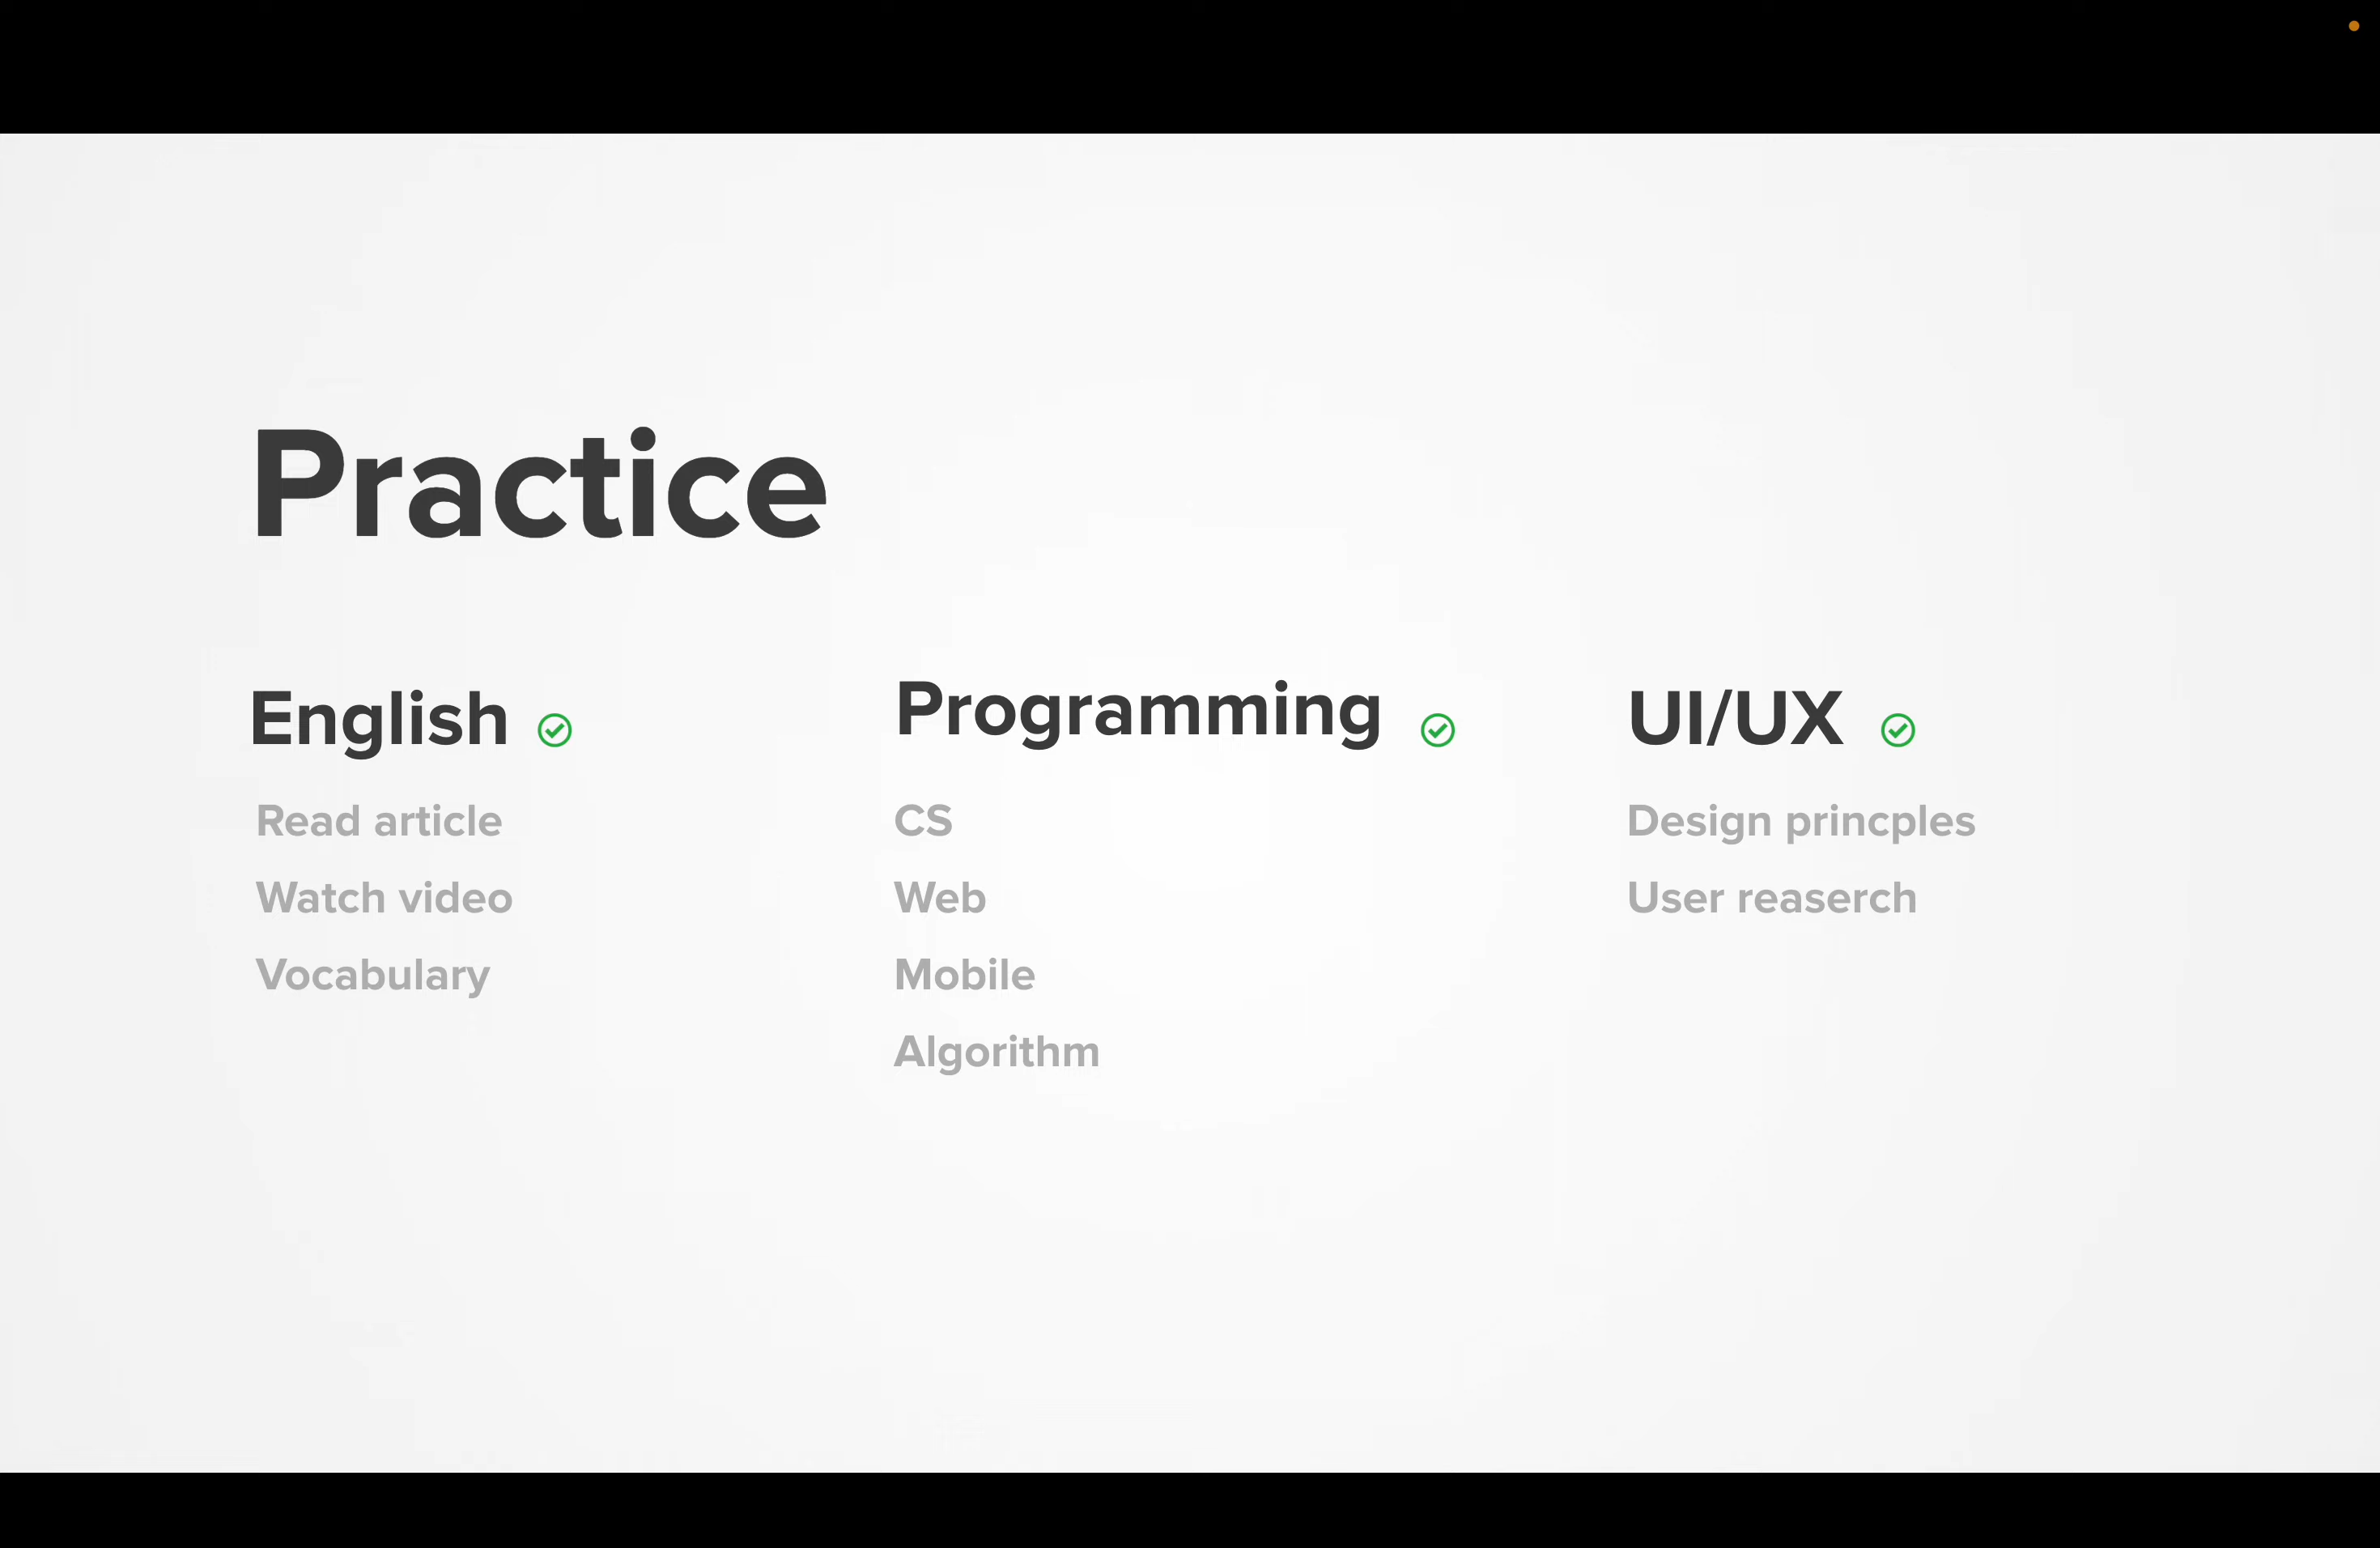 Practice
English
Read article
Watch video
Vocabulary
Programming
CS
Web
Mobile
Algorithm
UI/UX
Design princples
User reaserch